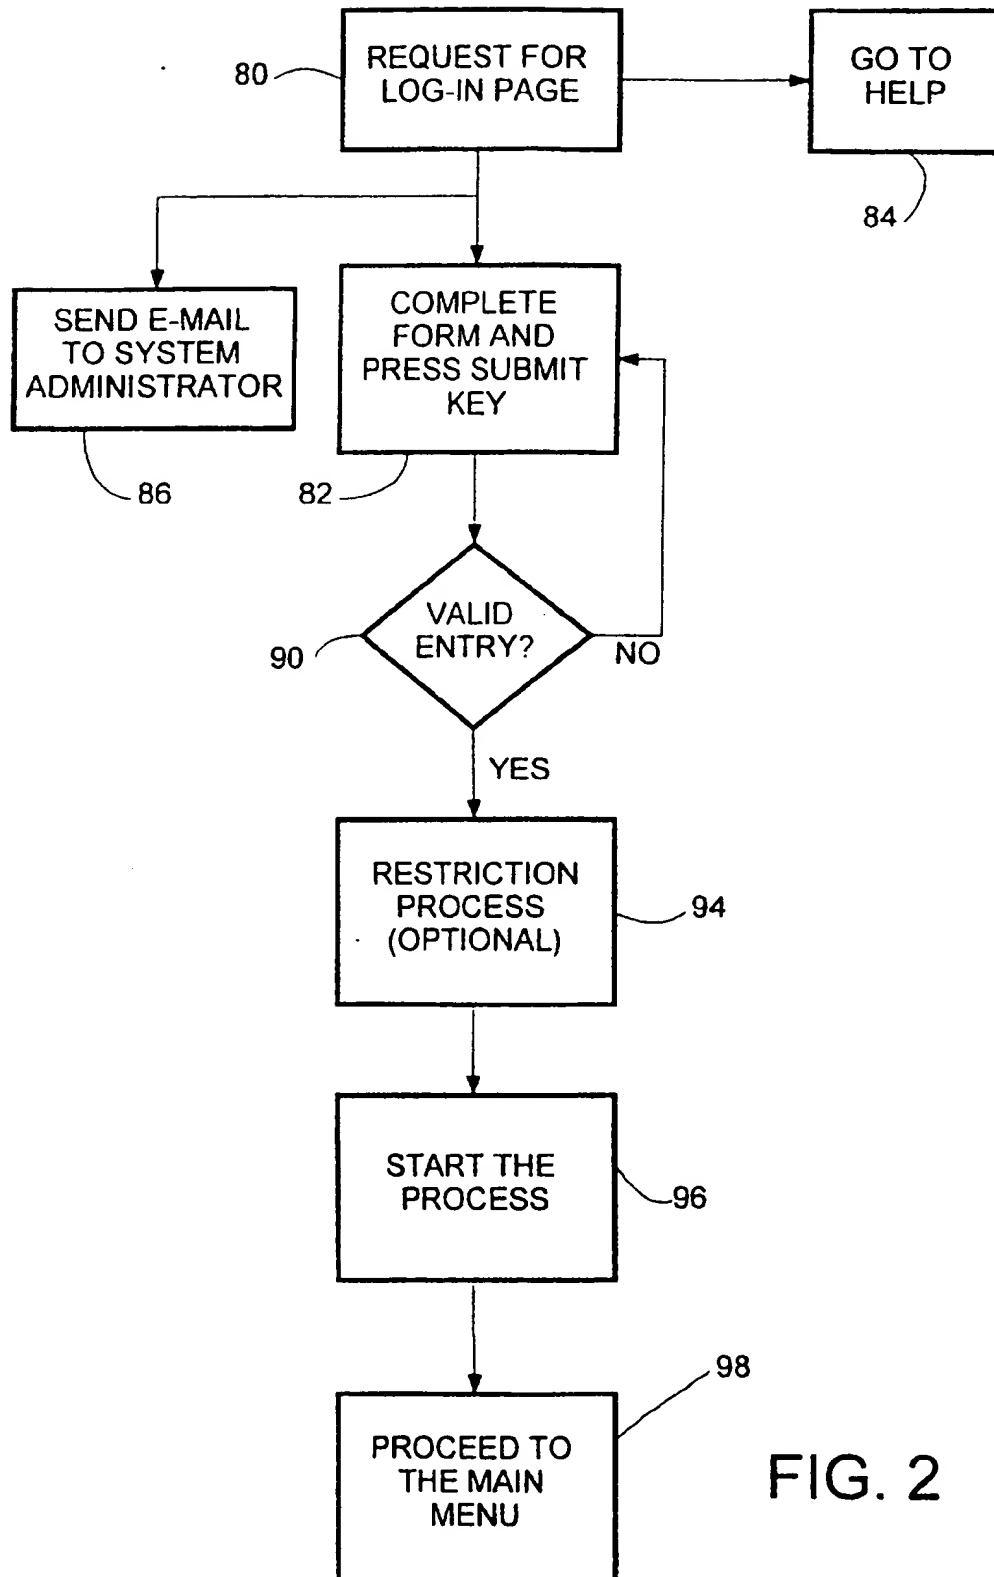 80
REQUEST FOR
LOG-IN PAGE
GO TO
HELP
84
SEND E-MAIL
TO SYSTEM
ADMINISTRATOR
86
COMPLETE
FORM AND
PRESS SUBMIT
KEY
82
VALID
ENTRY?
90
NO
YES
RESTRICTION
PROCESS
(OPTIONAL)
94
START THE
PROCESS
96
98
PROCEED TO
THE MAIN
MENU
FIG. 2